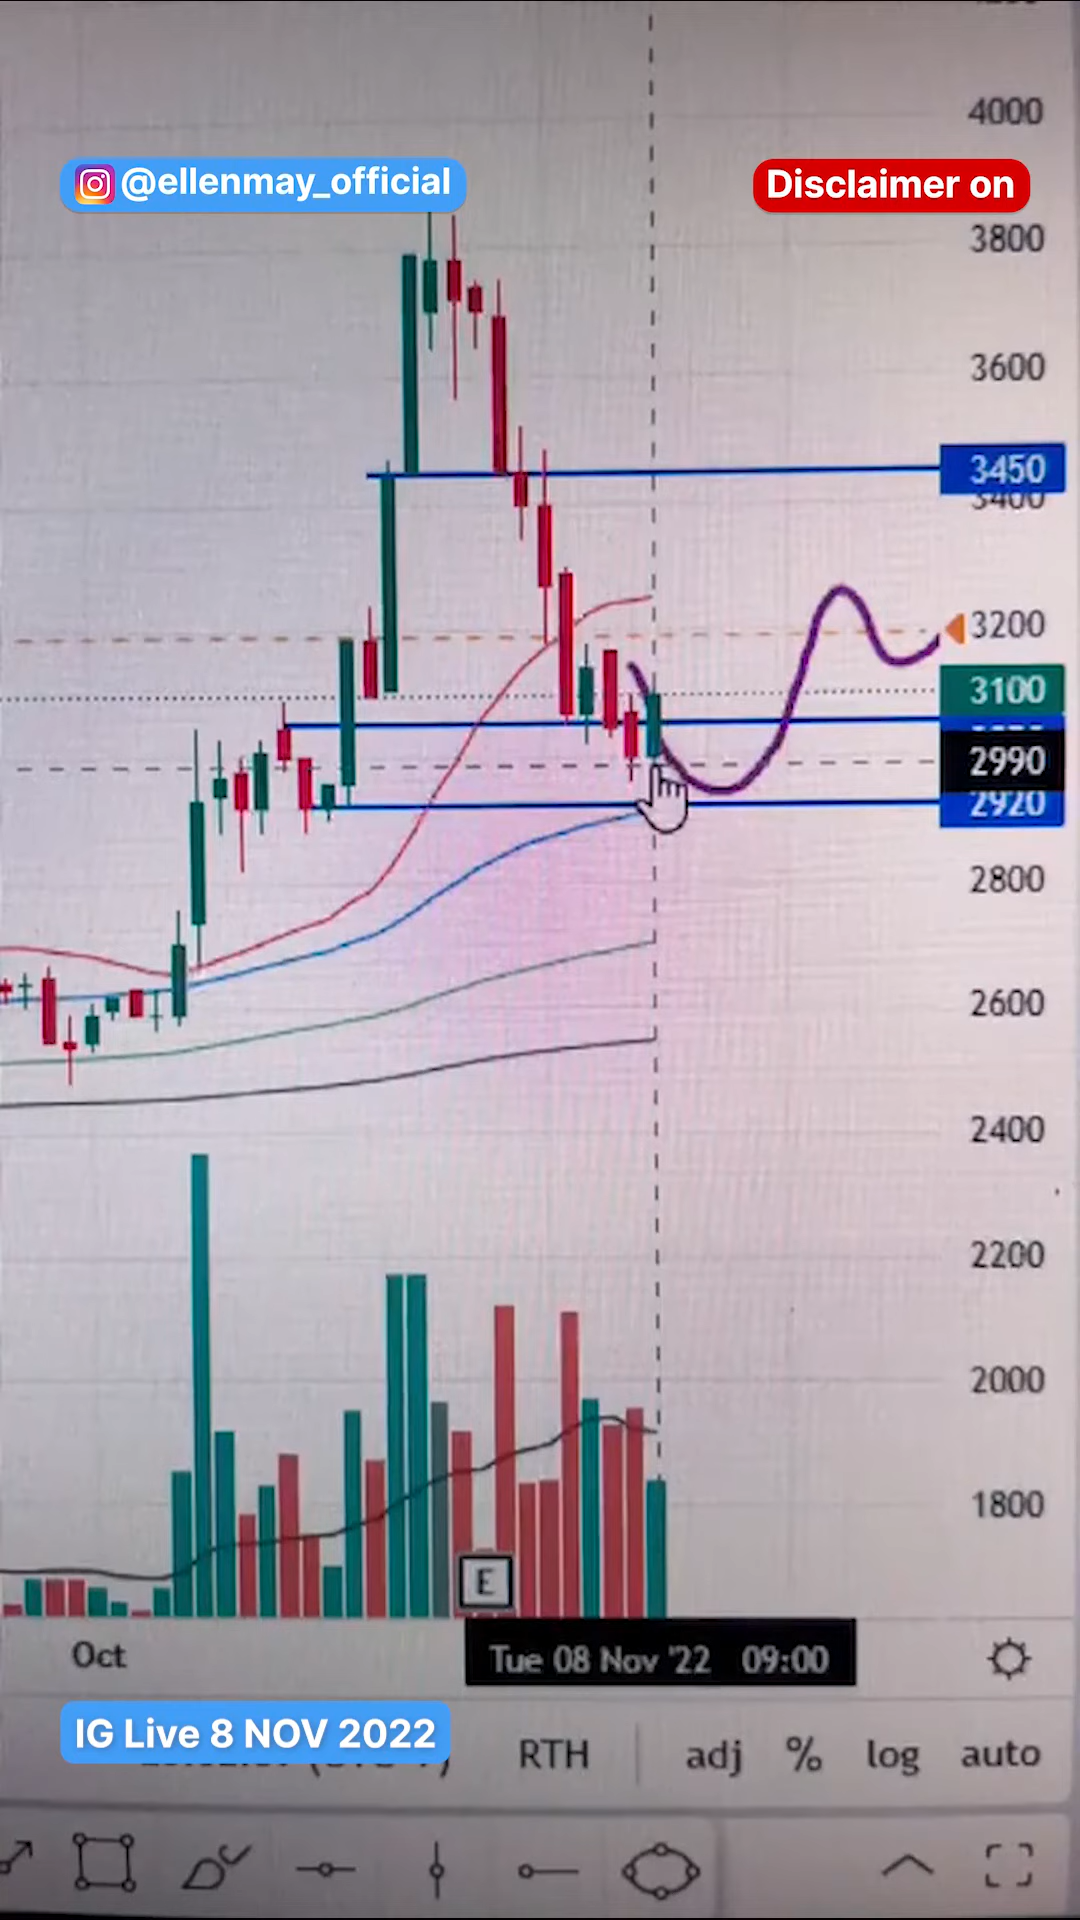 4000
@ellenmay_official
Disclaimer on
3800
3600
3450
3400
3200
3100
2990
2920
2800
2600
2400
2200
2000
1800
E
Oct
Tue 08 Nov '22 09:00
IG Live 8 NOV 2022
RTH
adj
%
log
auto